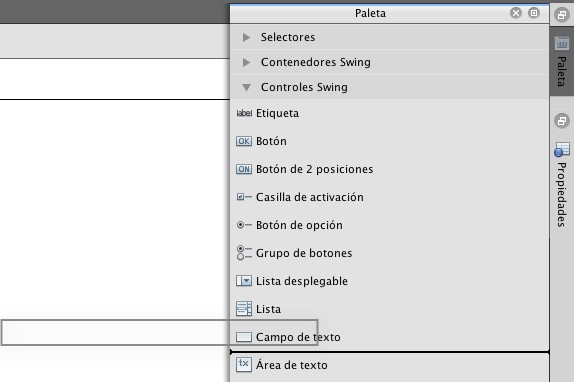 Paleta
Selectores
Contenedores Swing
Controles Swing
label Etiqueta
OK Botón
ON Botón de 2 posiciones
Casilla de activación
Botón de opción
Grupo de botones
Lista desplegable
Lista
Campo de texto
tx Área de texto
Paleta
Propiedades